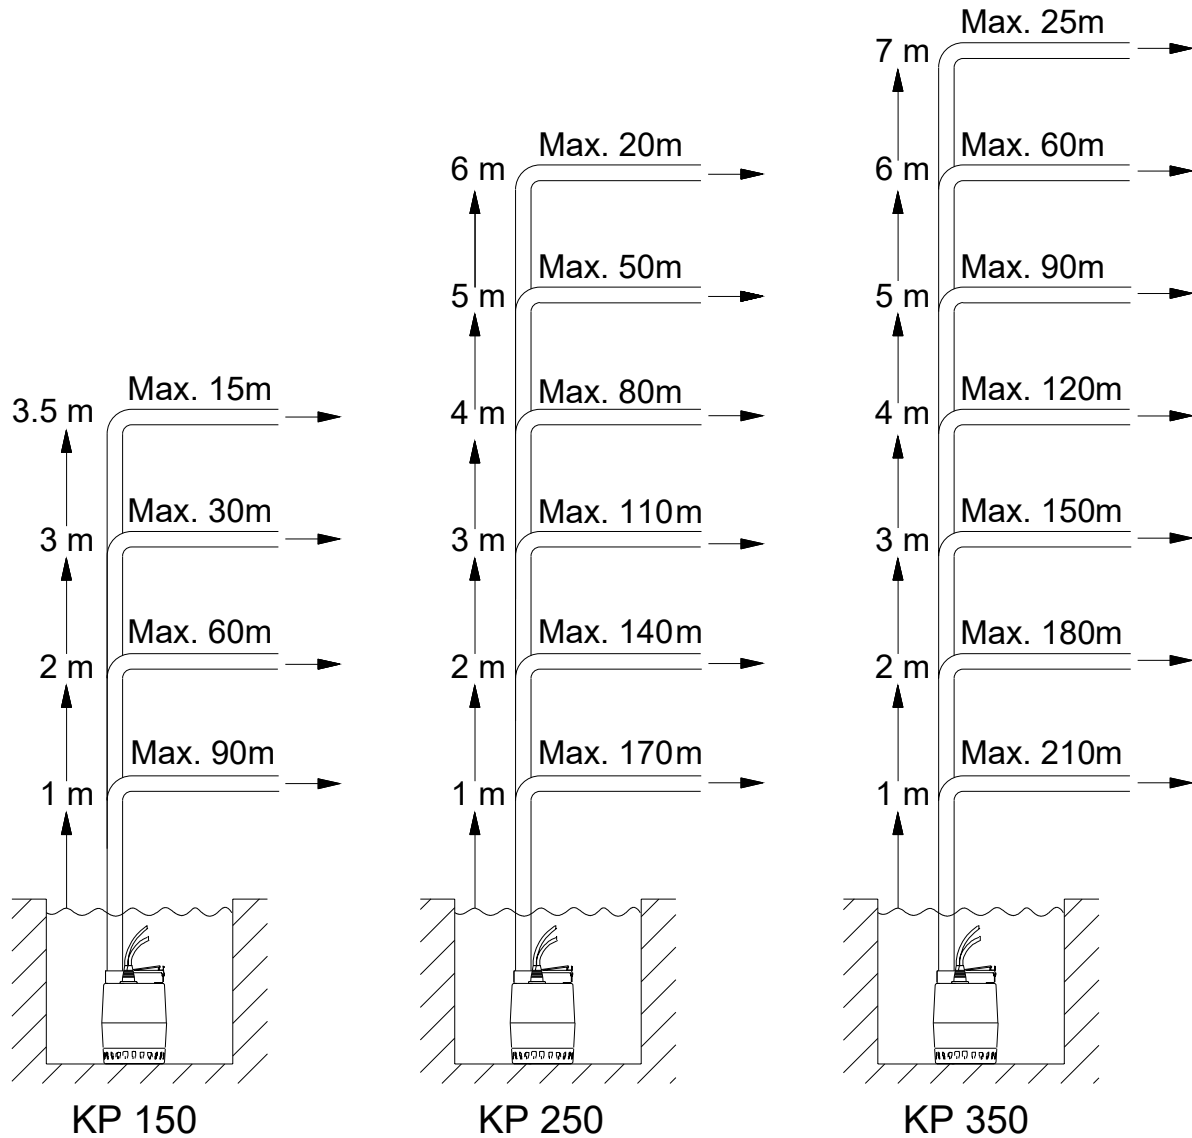 3.5 m
Max. 15m
3 m
Max. 30m
2 m
Max. 60m
1 m
Max. 90m
KP 150
6 m
Max. 20m
5 m
Max. 50m
4 m
Max. 80m
3 m
Max. 110m
2 m
Max. 140m
1 m
Max. 170m
KP 250
7 m
Max. 25m
6 m
Max. 60m
5 m
Max. 90m
4 m
Max. 120m
3 m
Max. 150m
2 m
Max. 180m
1 m
Max. 210m
KP 350